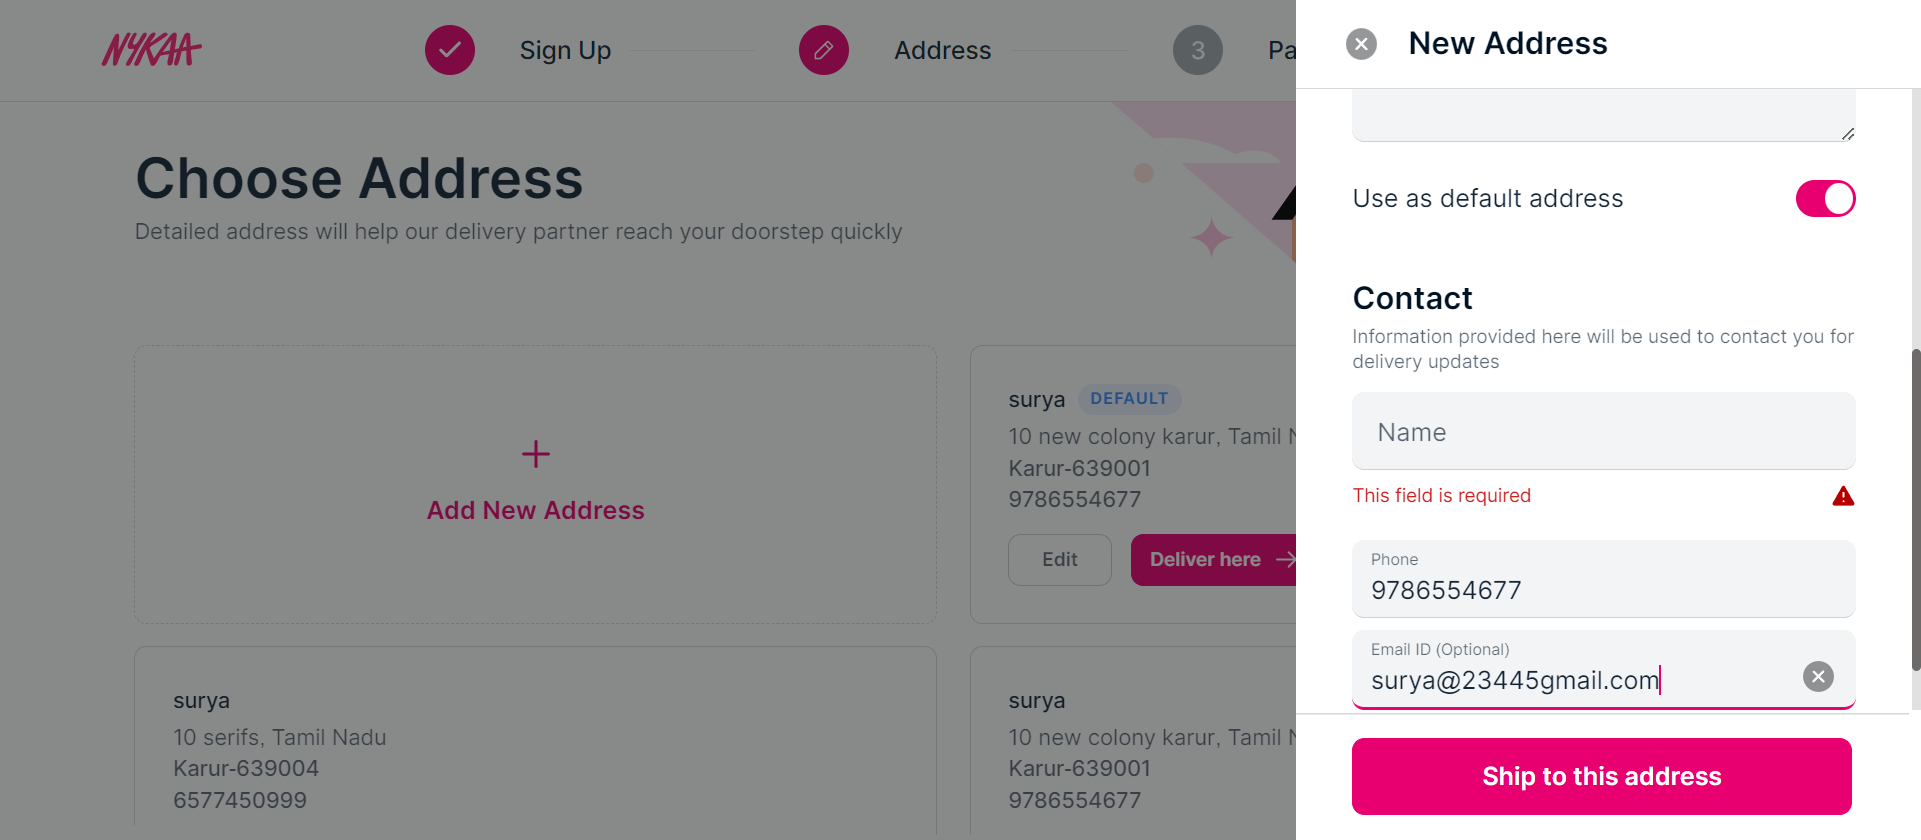 NYKAA
Sign Up
Address
3
Pa
Choose Address
Detailed address will help our delivery partner reach your doorstep quickly
Add New Address
surya DEFAULT
10 new colony karur, Tamil N
Karur-639001
9786554677
Edit
Deliver here
surya
10 serifs, Tamil Nadu
Karur-639004
6577450999
surya
10 new colony karur, Tamil N
Karur-639001
9786554677
New Address
Use as default address
Contact
Information provided here will be used to contact you for
delivery updates
Name
This field is required
Phone
9786554677
Email ID (Optional)
surya@23445gmail.com
Ship to this address